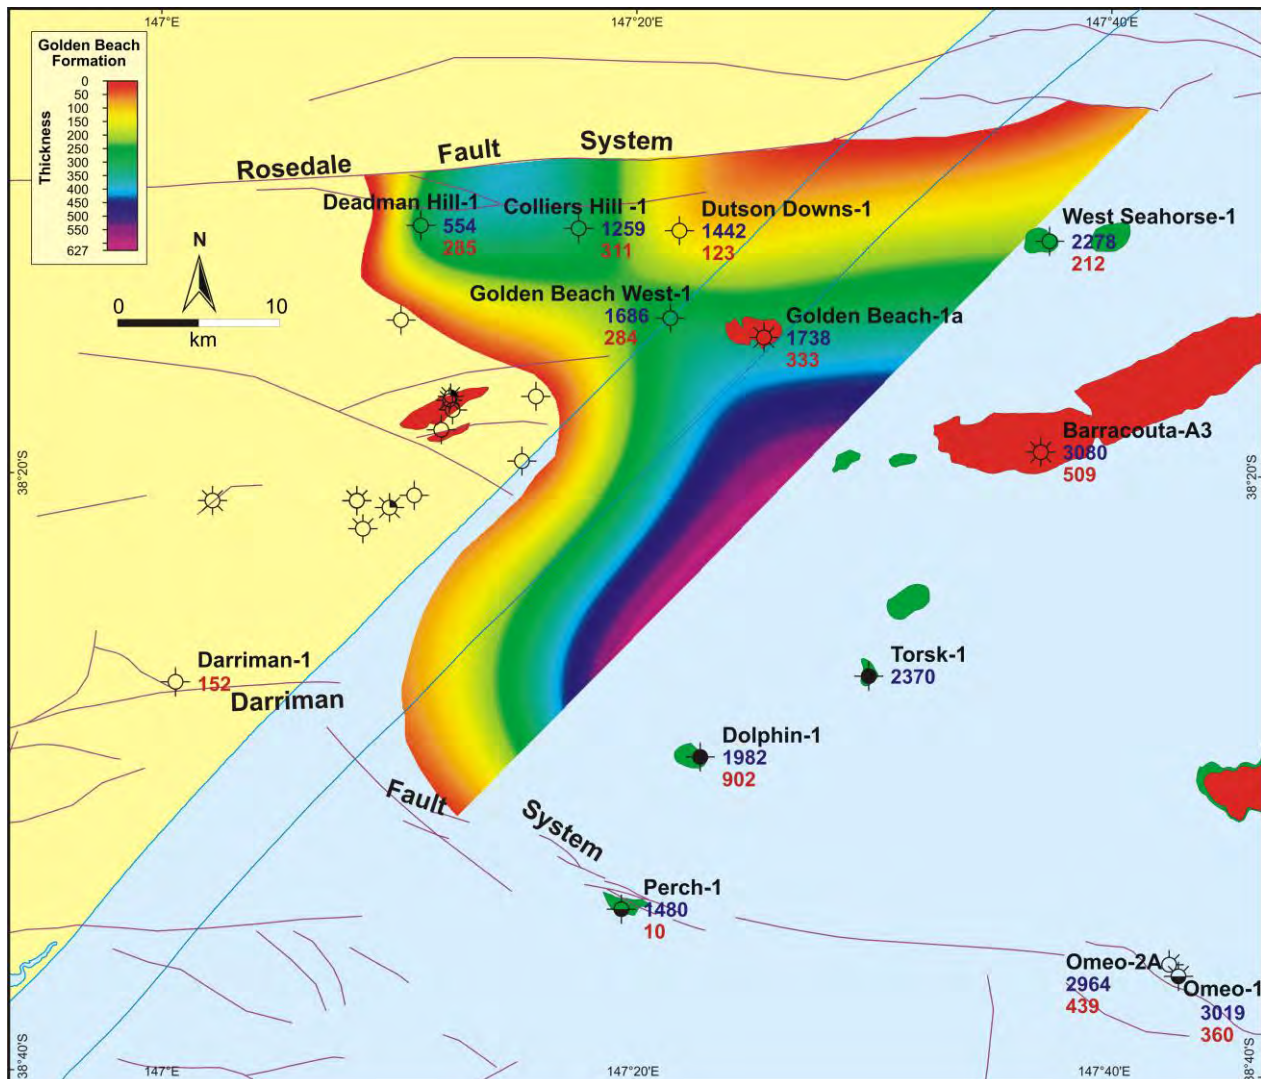 147°E
147°20'E
147°40'E
Golden Beach
Formation
Thickness
0
50
100
150
200
250
300
350
400
450
500
550
627
N
0
10
km
Rosedale
Fault
System
Deadman Hill-1
554
285
Colliers Hill -1
1259
311
Dutson Downs-1
1442
123
West Seahorse-1
2278
212
Golden Beach West-1
1686
284
Golden Beach-1a
1738
333
Barracouta-A3
3080
509
38°20'S
38°20'S
Darriman-1
152
Darriman
Fault
System
Torsk-1
2370
Dolphin-1
1982
902
Perch-1
1480
10
Omeo-2A
2964
439
Omeo-1
3019
360
38°40'S
38°40'S
147°E
147°20'E
147°40'E